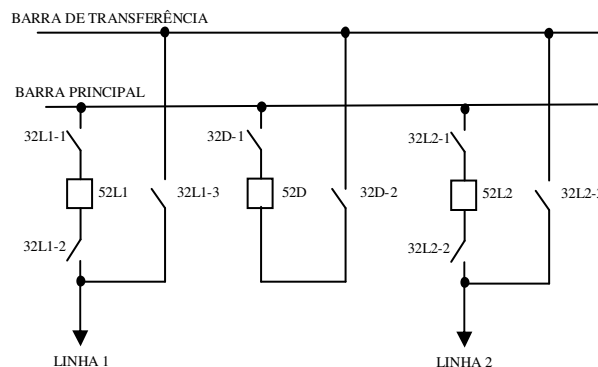 BARRA DE TRANSFERÊNCIA
BARRA PRINCIPAL
32L1-1
32D-1
32L2-1
52L1
32L1-3
52D
32D-2
52L2
32L1-2
32L2-2
LINHA 1
LINHA 2